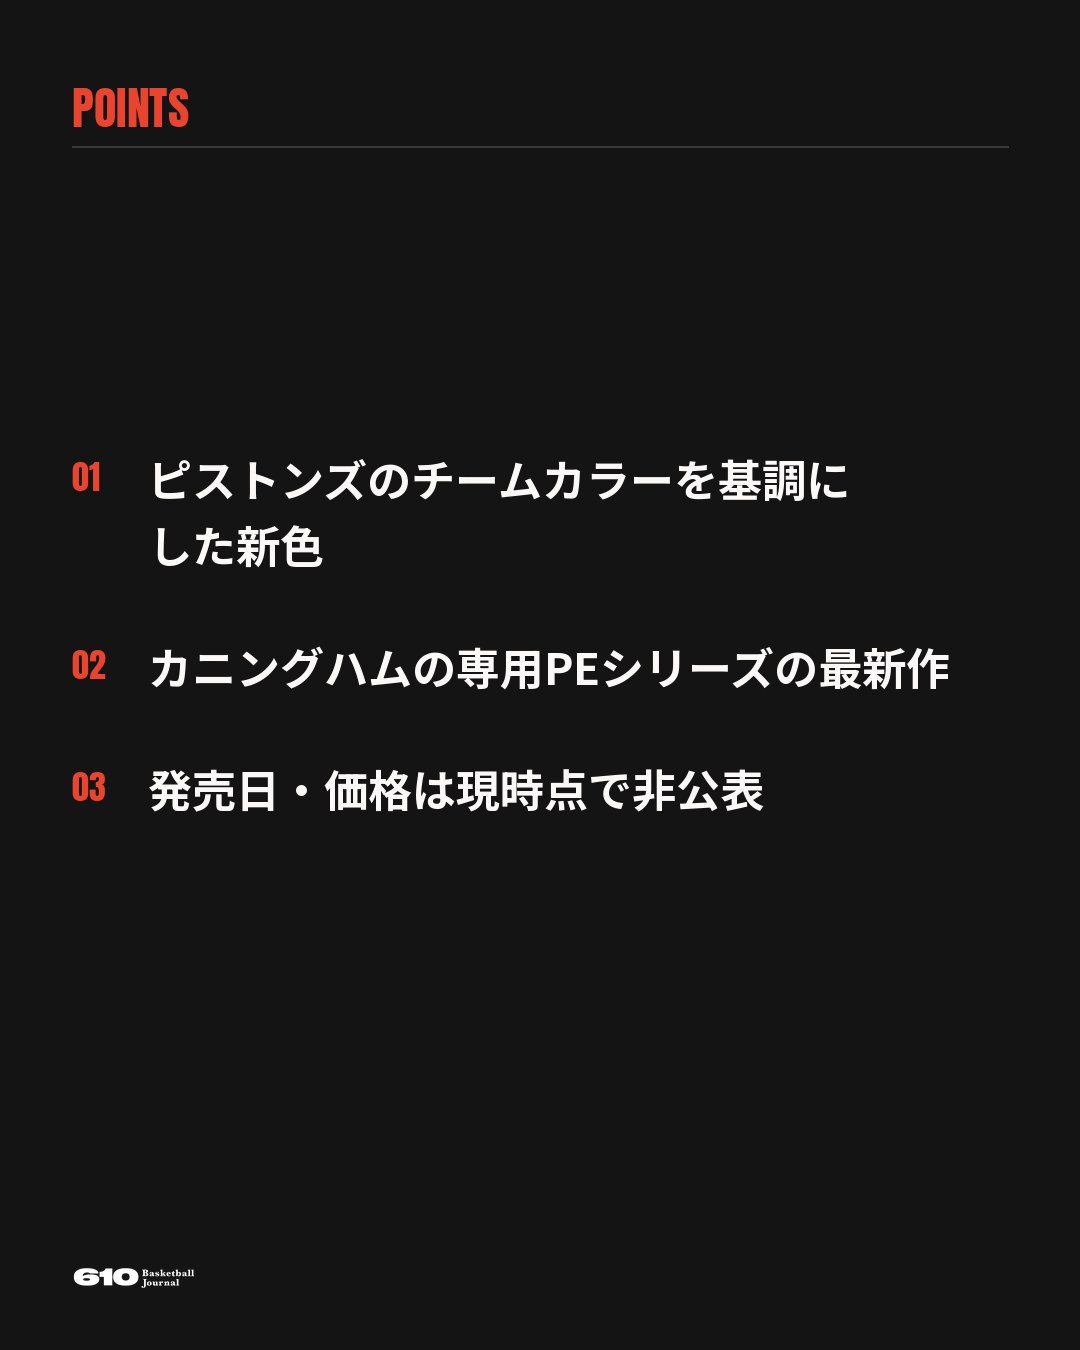 POINTS
01 ピストンズのチームカラーを基調に
した新色
02 カニングハムの専用PEシリーズの最新作
03 発売日・価格は現時点で非公表
610 Basketball
Journal